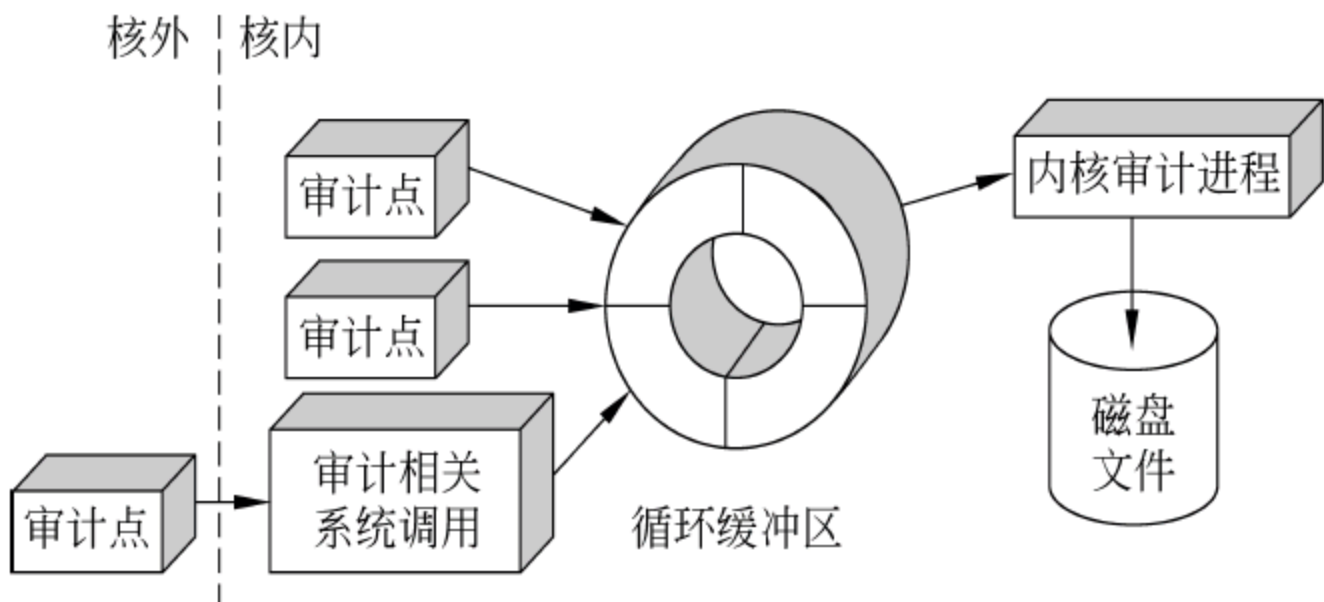 核外
核内
审计点
内核审计进程
审计点
审计相关
系统调用
审计点
循环缓冲区
磁盘
文件